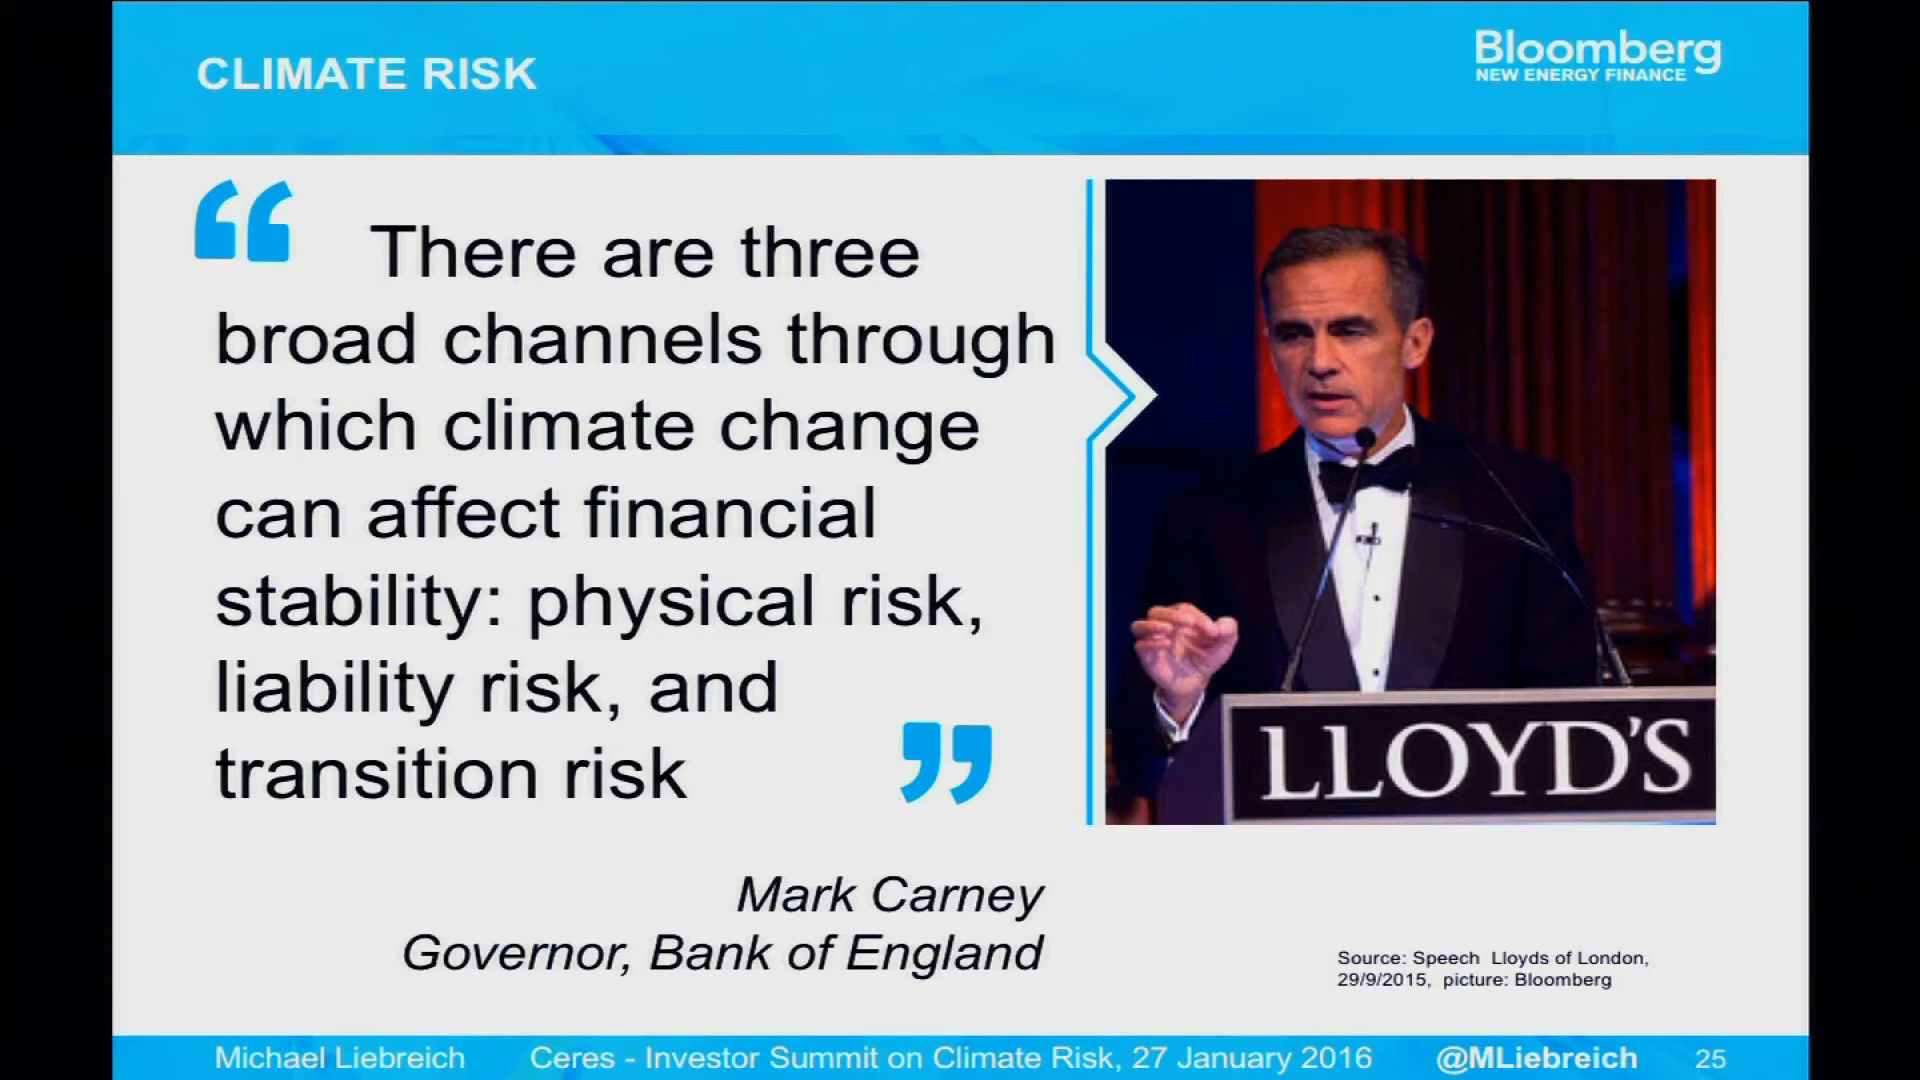 CLIMATE RISK
Bloomberg
NEW ENERGY FINANCE
“ There are three
broad channels through
which climate change
can affect financial
stability: physical risk,
liability risk, and
transition risk ”
LLOYD'S
Mark Carney
Governor, Bank of England
Source: Speech Lloyds of London,
29/9/2015, picture: Bloomberg
Michael Liebreich Ceres - Investor Summit on Climate Risk, 27 January 2016 @MLiebreich 25